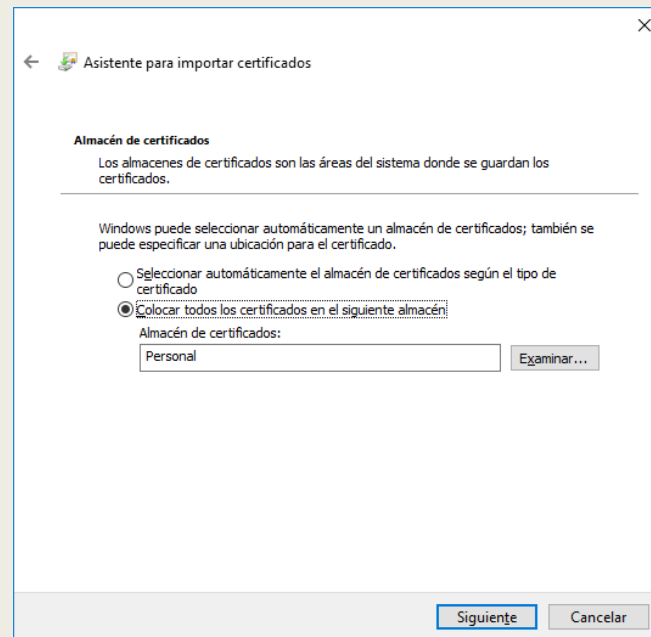 Asistente para importar certificados
Almacén de certificados
Los almacenes de certificados son las áreas del sistema donde se guardan los
certificados.
Windows puede seleccionar automáticamente un almacén de certificados; también se
puede especificar una ubicación para el certificado.
Seleccionar automáticamente el almacén de certificados según el tipo de
certificado
Colocar todos los certificados en el siguiente almacén
Almacén de certificados:
Personal
Examinar...
Siguiente
Cancelar